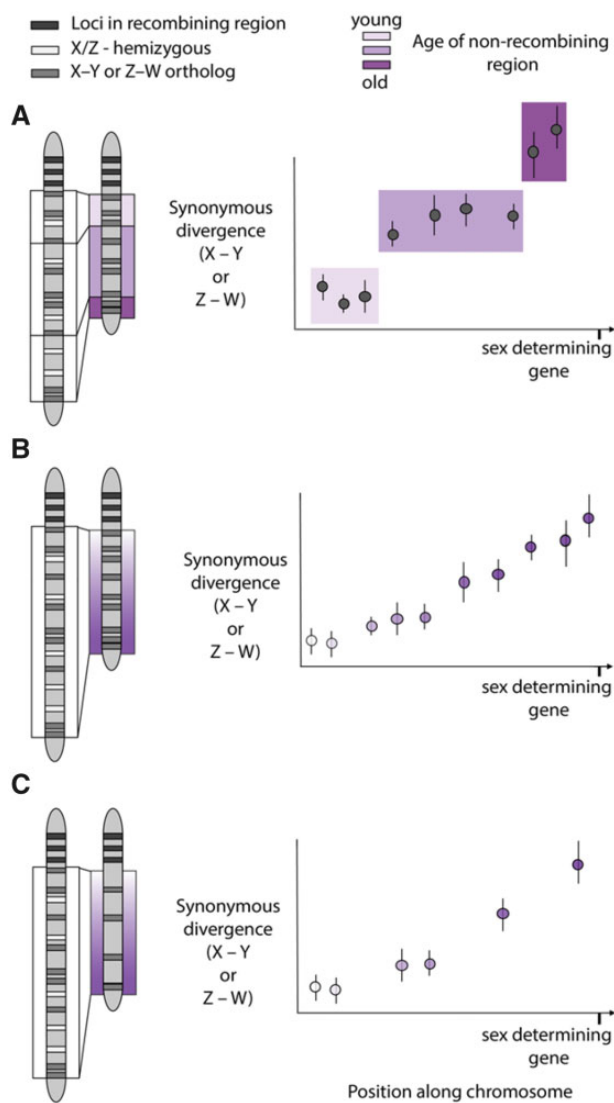 Loci in recombining region
X/Z - hemizygous
X–Y or Z–W ortholog
young
old
Age of non-recombining
region
A
Synonymous
divergence
(X – Y
or
Z – W)
sex determining
gene
B
Synonymous
divergence
(X – Y
or
Z – W)
sex determining
gene
C
Synonymous
divergence
(X – Y
or
Z – W)
sex determining
gene
Position along chromosome